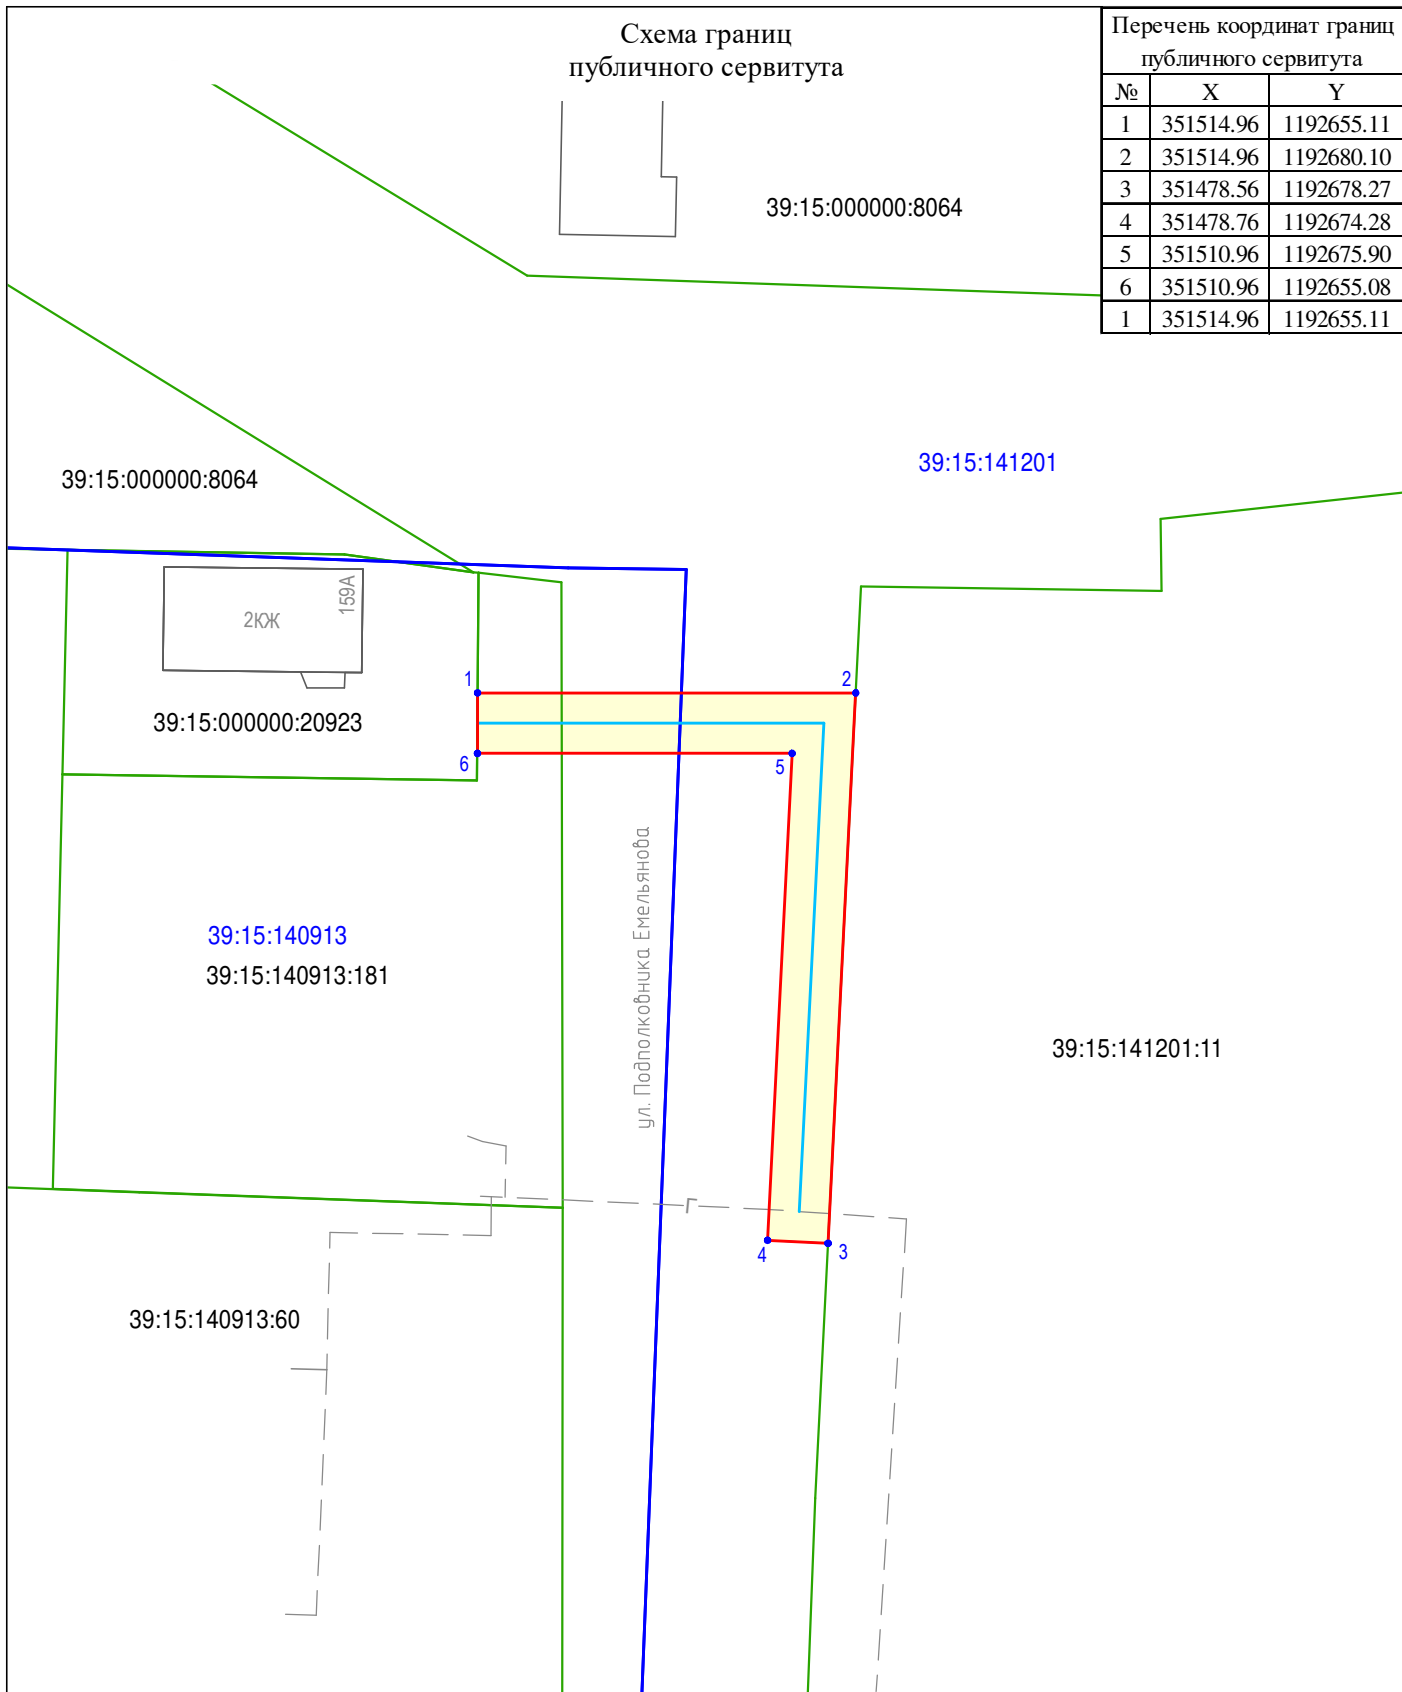 Схема границ
публичного сервитута
Перечень координат границ
публичного сервитута
№ X Y
1 351514.96 1192655.11
2 351514.96 1192680.10
3 351478.56 1192678.27
4 351478.76 1192674.28
5 351510.96 1192675.90
6 351510.96 1192655.08
1 351514.96 1192655.11
39:15:000000:8064
39:15:141201
39:15:000000:8064
159А
2КЖ
1
2
39:15:000000:20923
6
5
ул. Подполковника Емельянова
39:15:140913
39:15:140913:181
39:15:141201:11
Г
4
3
39:15:140913:60